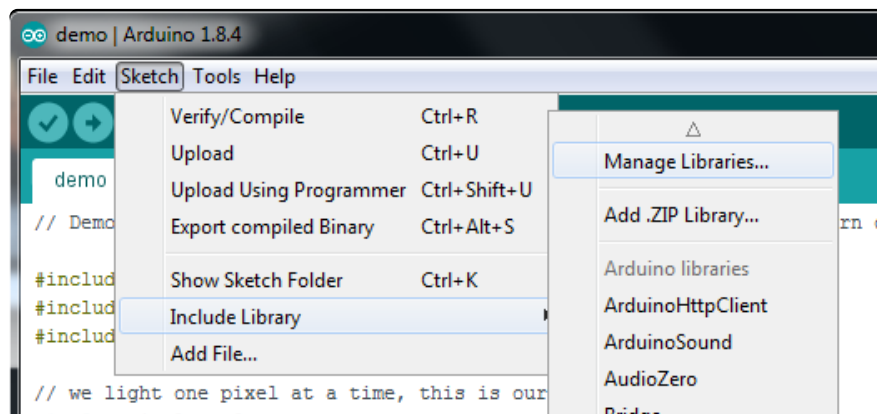 demo | Arduino 1.8.4
File Edit Sketch Tools Help
Verify/Compile Ctrl+R
Upload Ctrl+U
Upload Using Programmer Ctrl+Shift+U
Export compiled Binary Ctrl+Alt+S
Show Sketch Folder Ctrl+K
Include Library
Add File...
Manage Libraries...
Add .ZIP Library...
Arduino libraries
ArduinoHttpClient
ArduinoSound
AudioZero
demo
// Demo
#includ
#includ
#includ
// we light one pixel at a time, this is our